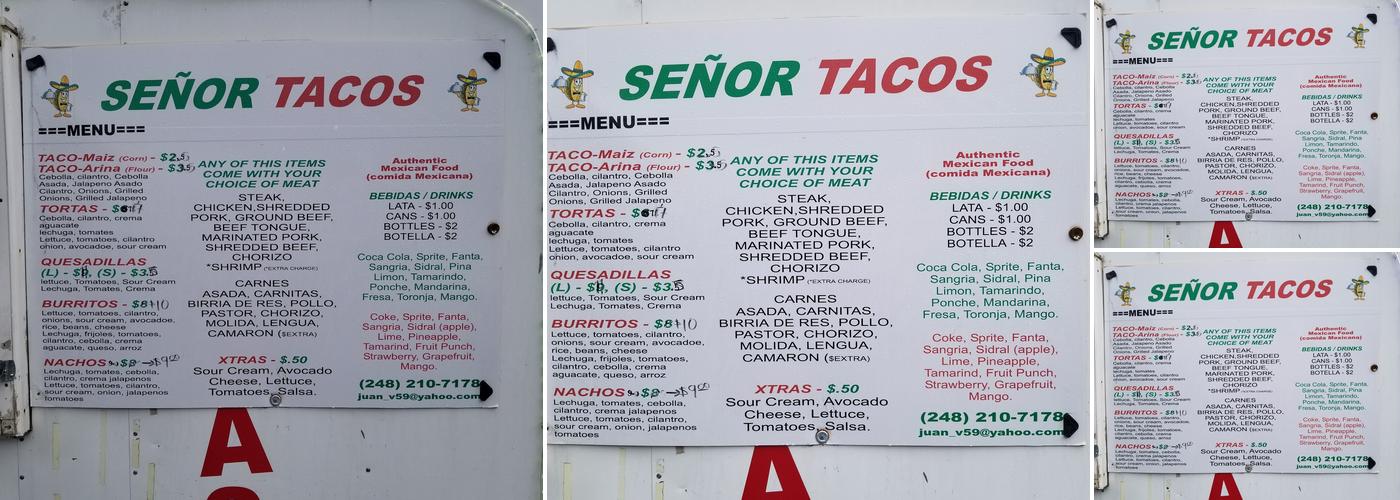 SEÑOR TACOS
===MENU===
TACO-Maiz (Corn) - $2.50
TACO-Arina (Flour) - $3.50
Cebolla, cilantro, Cebolla
Asada, Jalapeno Asado
Cilantro, Onions, Grilled
Onions, Grilled Jalapeno
TORTAS -
Cebolla, cilantro, crema
aguacate
lechuga, tomates
Lettuce, tomatoes, cilantro
onion, avocadoe, sour cream
QUESADILLAS
(L) - (S) -
lettuce, Tomatoes, Sour Cream
Lechuga, Tomates, Crema
BURRITOS - $8 $10
Lettuce, tomatoes, cilantro,
onions, sour cream, avocadoe,
rice, beans, cheese
Lechuga, frijoles, tomates,
cilantro, cebolla, crema
aguacate, queso, arroz
NACHOS $8 → $9.00
Lechuga, tomates, cebolla,
cilantro, crema jalapenos
Lettuce, tomatoes, cilantro,
sour cream, onion, jalapenos
tomatoes
ANY OF THIS ITEMS
COME WITH YOUR
CHOICE OF MEAT
STEAK,
CHICKEN,SHREDDED
PORK, GROUND BEEF,
BEEF TONGUE,
MARINATED PORK,
SHREDDED BEEF,
CHORIZO
*SHRIMP (*EXTRA CHARGE)
CARNES
ASADA, CARNITAS,
BIRRIA DE RES, POLLO,
PASTOR, CHORIZO,
MOLIDA, LENGUA,
CAMARON ($EXTRA)
XTRAS - $.50
Sour Cream, Avocado
Cheese, Lettuce,
Tomatoes, Salsa.
Authentic
Mexican Food
(comida Mexicana)
BEBIDAS / DRINKS
LATA - $1.00
CANS - $1.00
BOTTLES - $2
BOTELLA - $2
Coca Cola, Sprite, Fanta,
Sangria, Sidral, Pina
Limon, Tamarindo,
Ponche, Mandarina,
Fresa, Toronja, Mango.
Coke, Sprite, Fanta,
Sangria, Sidral (apple),
Lime, Pineapple,
Tamarind, Fruit Punch,
Strawberry, Grapefruit,
Mango.
(248) 210-7178
juan_v59@yahoo.com
A